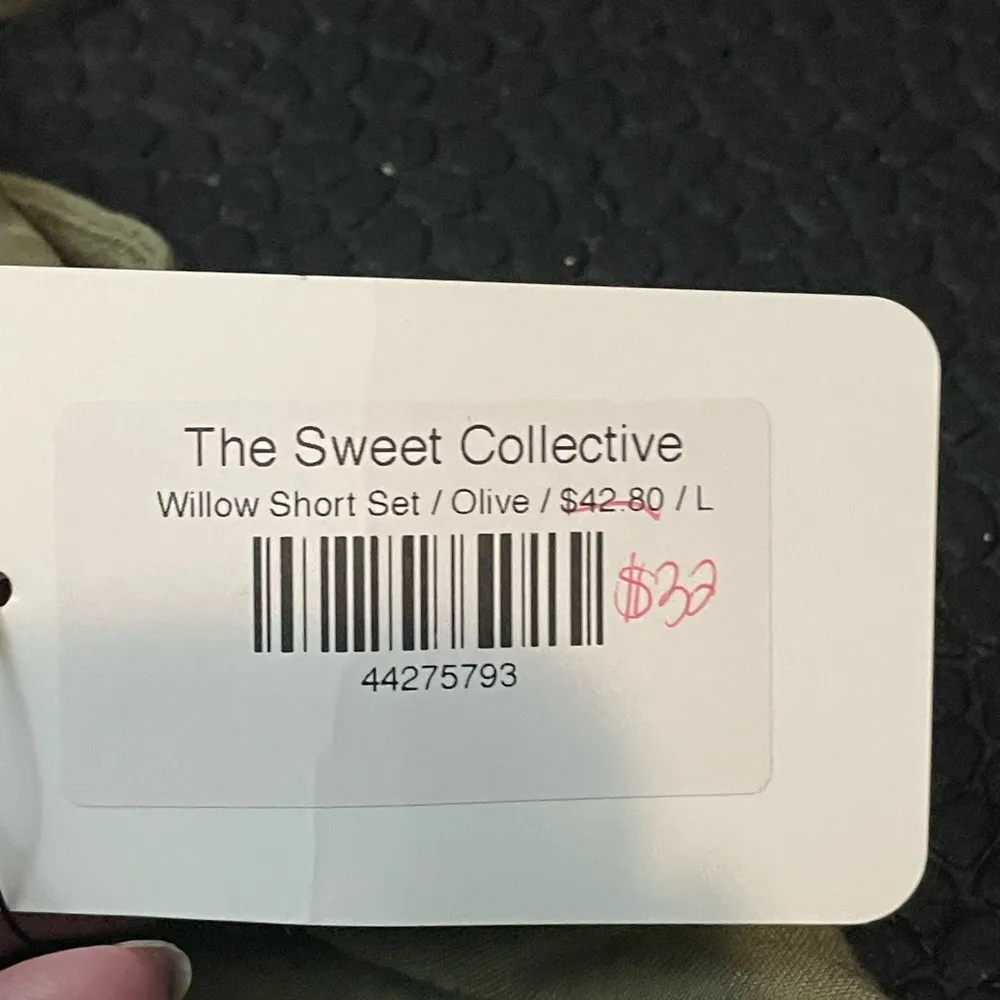 The Sweet Collective
Willow Short Set / Olive / $42.80 / L
$32
44275793